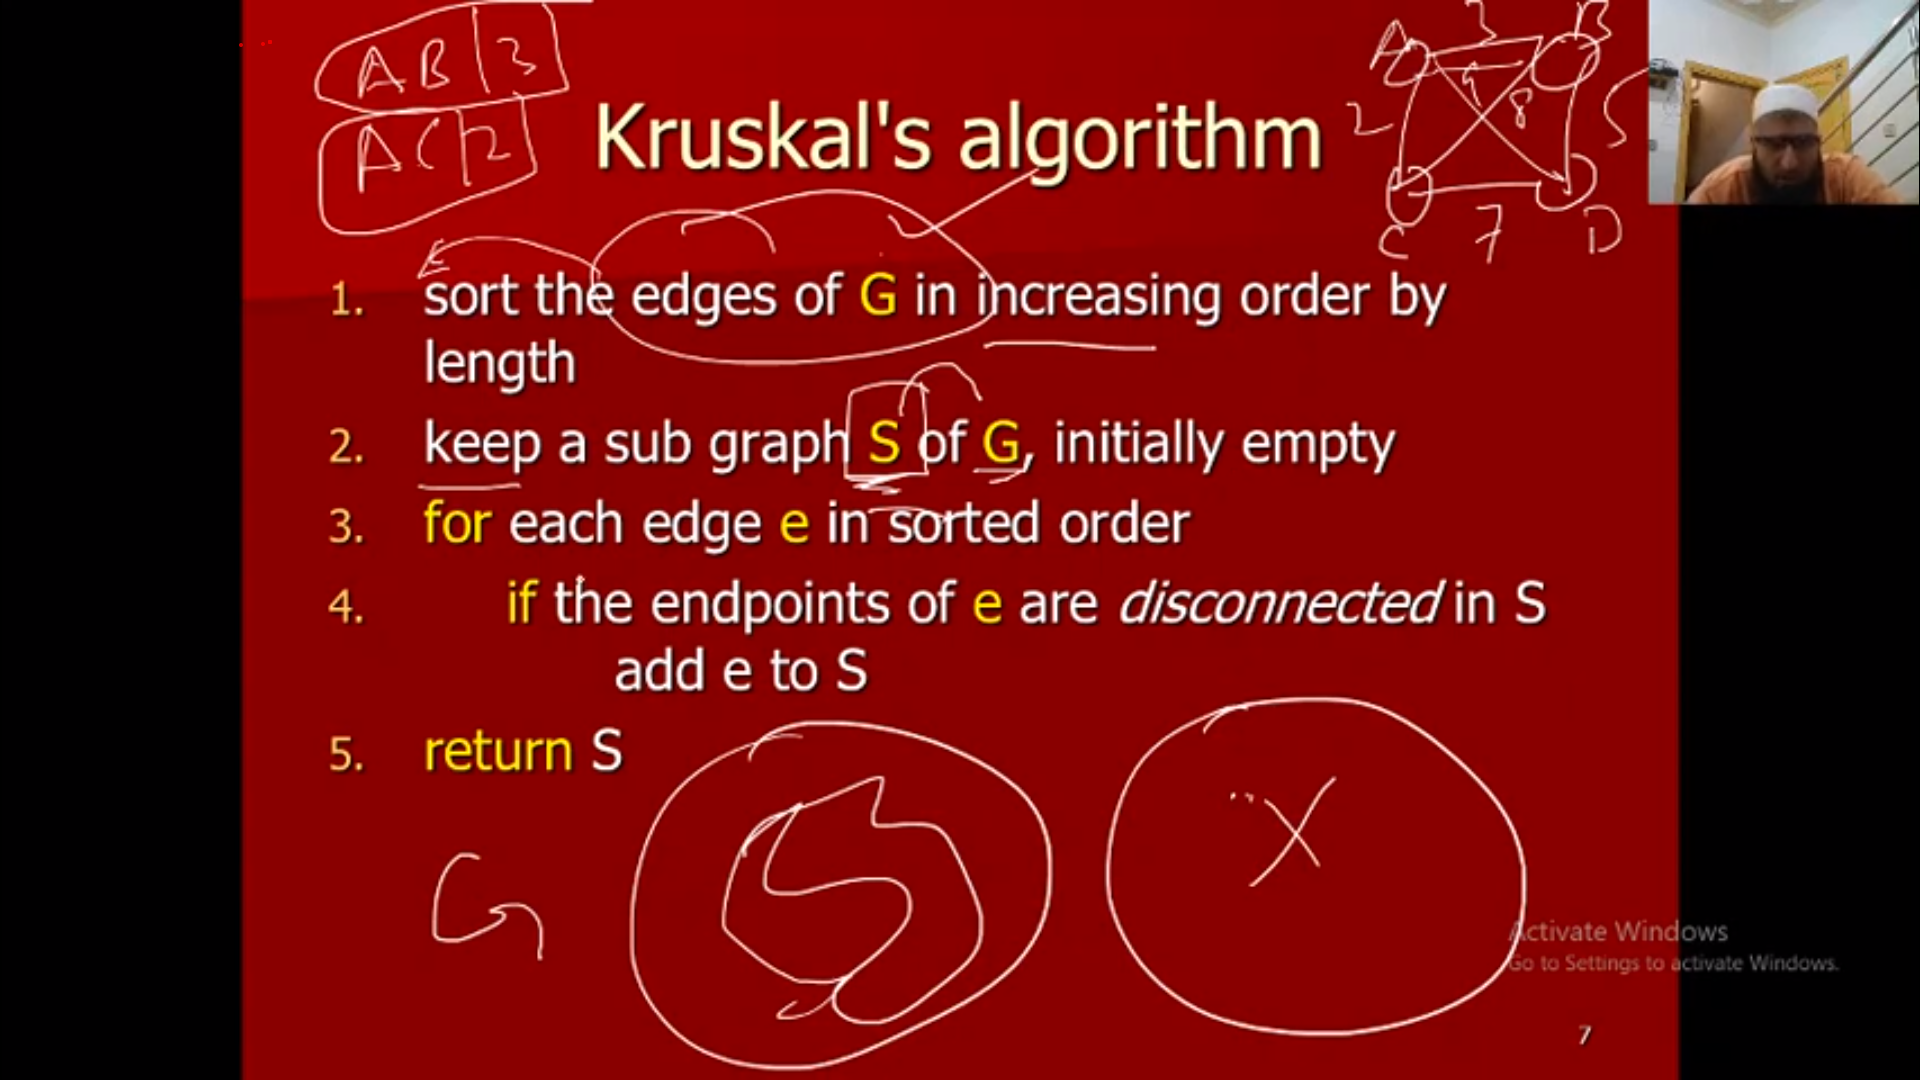 AB|3
AC|2
A 3 B
9 8
2 5
C 7 D
Kruskal's algorithm
1. sort the edges of G in increasing order by
length
2. keep a sub graph S of G, initially empty
3. for each edge e in sorted order
4. if the endpoints of e are disconnected in S
add e to S
5. return S
G S X
Activate Windows
Go to Settings to activate Windows.
7